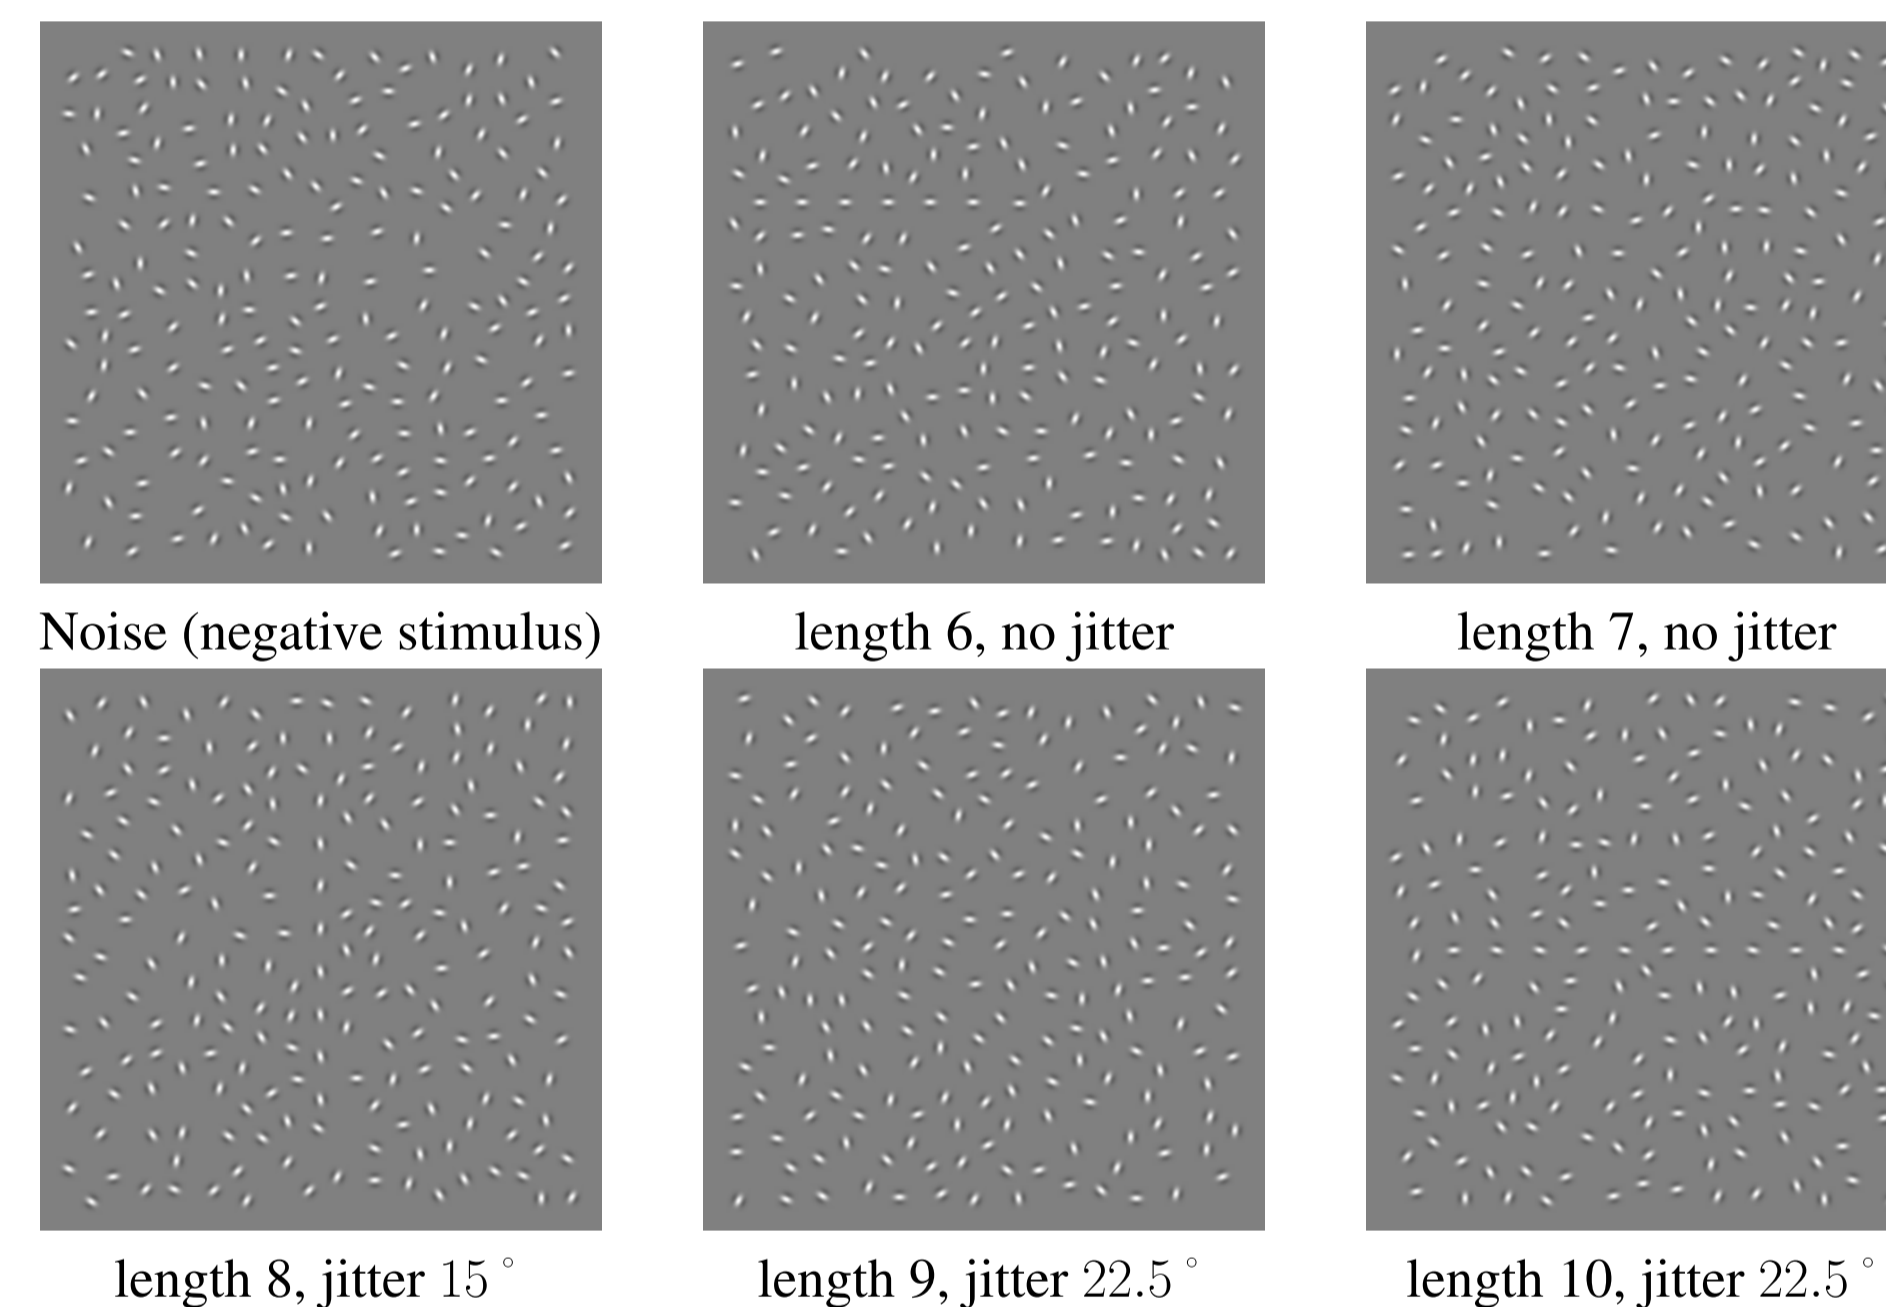 Noise (negative stimulus)
length 6, no jitter
length 7, no jitter
length 8, jitter 15 °
length 9, jitter 22.5 °
length 10, jitter 22.5 °